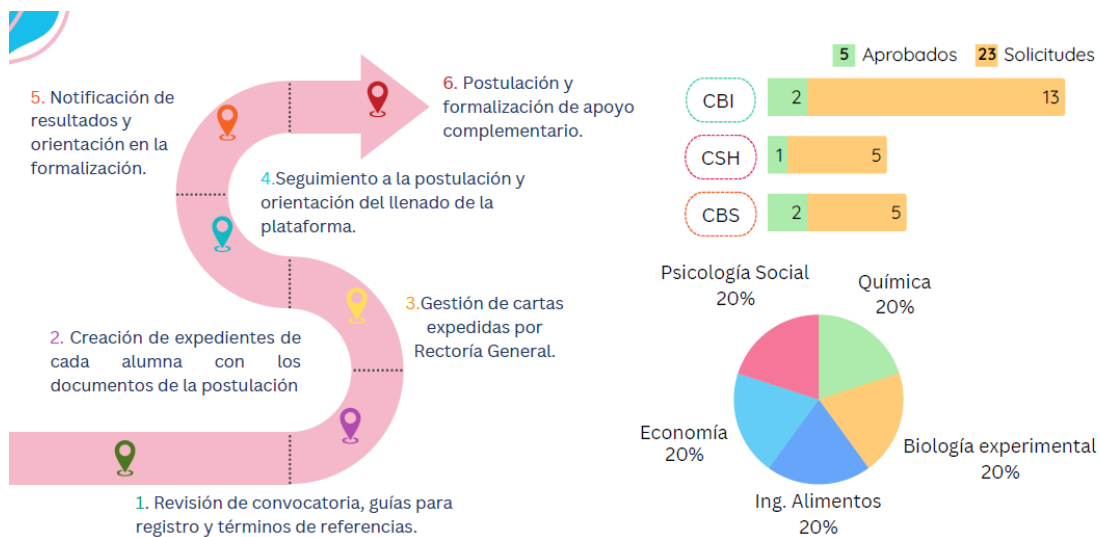 5. Notificación de
resultados y
orientación en la
formalización.
6. Postulación y
formalización de apoyo
complementario.
4.Seguimiento a la postulación y
orientación del llenado de la
plataforma.
3.Gestión de cartas
expedidas por
Rectoría General.
2. Creación de expedientes de
cada alumna con los
documentos de la postulación
1. Revisión de convocatoria, guías para
registro y términos de referencias.
5 Aprobados 23 Solicitudes
CBI 2 13
CSH 1 5
CBS 2 5
Psicología Social
20%
Química
20%
Economía
20%
Biología experimental
20%
Ing. Alimentos
20%